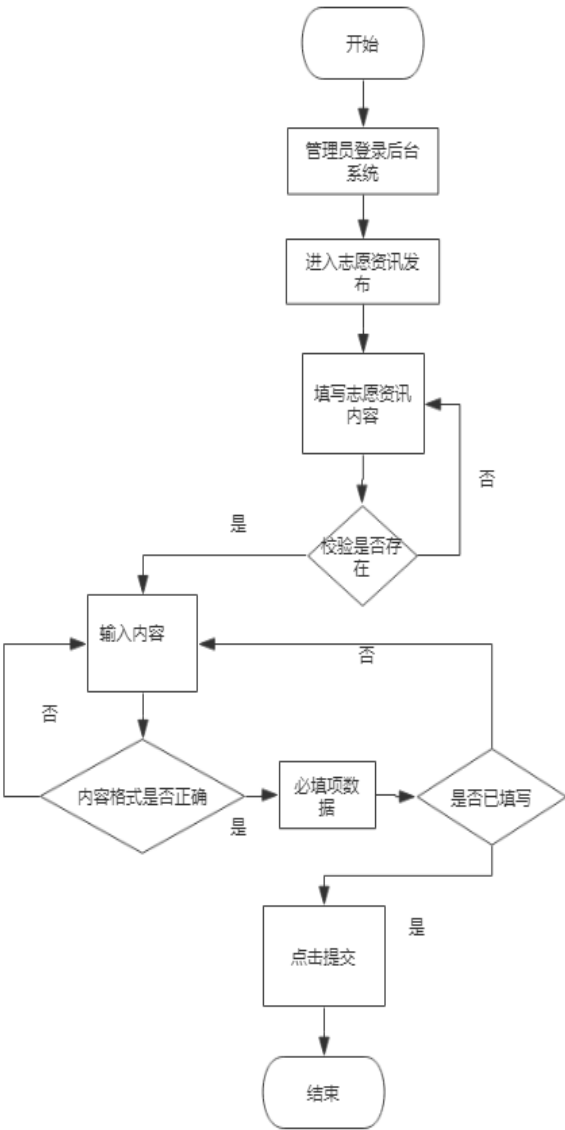 开始
管理员登录后台
系统
进入志愿资讯发
布
填写志愿资讯
内容
否
是
校验是否存
在
输入内容
否
否
内容格式是否正确
是
必填项数
据
是否已填写
是
点击提交
结束